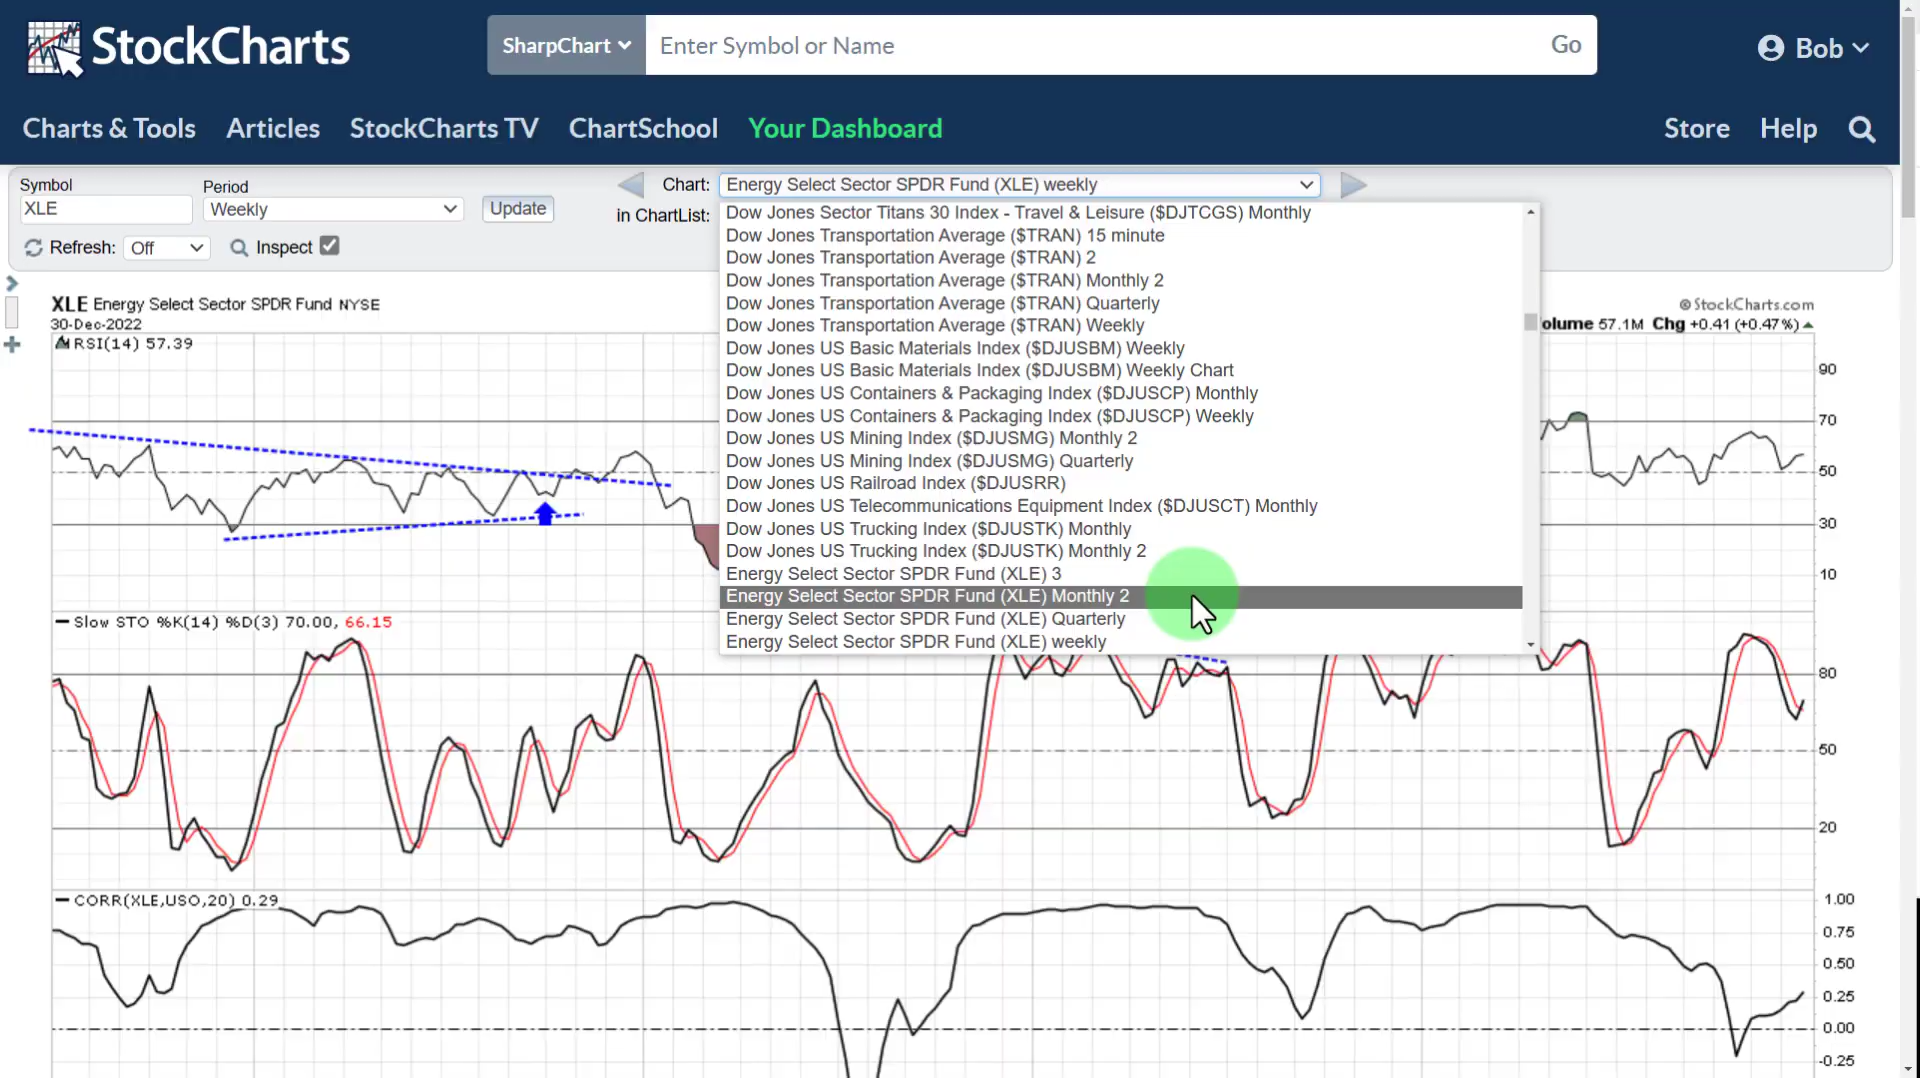 StockCharts
SharpChart
Enter Symbol or Name
Go
Bob
Charts & Tools
Articles
StockCharts TV
ChartSchool
Your Dashboard
Store
Help
Symbol
Period
XLE
Weekly
Update
Refresh:
Off
Inspect
Chart:
Energy Select Sector SPDR Fund (XLE) weekly
in ChartList:
Dow Jones Sector Titans 30 Index - Travel & Leisure ($DJTCGS) Monthly
Dow Jones Transportation Average ($TRAN) 15 minute
Dow Jones Transportation Average ($TRAN) 2
Dow Jones Transportation Average ($TRAN) Monthly 2
Dow Jones Transportation Average ($TRAN) Quarterly
Dow Jones Transportation Average ($TRAN) Weekly
Dow Jones US Basic Materials Index ($DJUSBM) Weekly
Dow Jones US Basic Materials Index ($DJUSBM) Weekly Chart
Dow Jones US Containers & Packaging Index ($DJUSCP) Monthly
Dow Jones US Containers & Packaging Index ($DJUSCP) Weekly
Dow Jones US Mining Index ($DJUSMG) Monthly 2
Dow Jones US Mining Index ($DJUSMG) Quarterly
Dow Jones US Railroad Index ($DJUSRR)
Dow Jones US Telecommunications Equipment Index ($DJUSCT) Monthly
Dow Jones US Trucking Index ($DJUSTK) Monthly
Dow Jones US Trucking Index ($DJUSTK) Monthly 2
Energy Select Sector SPDR Fund (XLE) 3
Energy Select Sector SPDR Fund (XLE) Monthly 2
Energy Select Sector SPDR Fund (XLE) Quarterly
Energy Select Sector SPDR Fund (XLE) weekly
XLE Energy Select Sector SPDR Fund NYSE
© StockCharts.com
30-Dec-2022
olume 57.1M Chg +0.41 (+0.47%)
RSI(14) 57.39
90
70
50
30
10
Slow STO %K(14) %D(3) 70.00, 66.15
80
50
20
CORR(XLE,USO,20) 0.29
1.00
0.75
0.50
0.25
0.00
-0.25